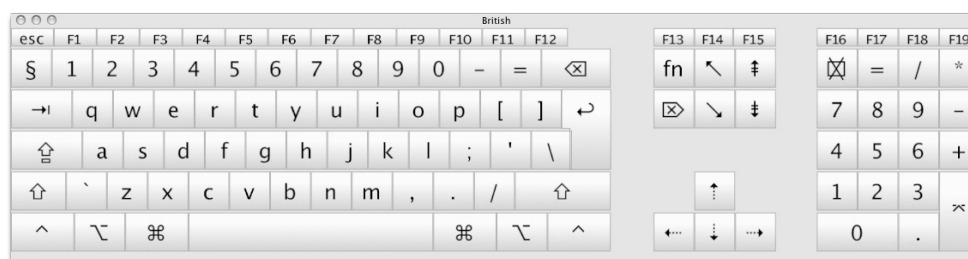 British
esc F1 F2 F3 F4 F5 F6 F7 F8 F9 F10 F11 F12 F13 F14 F15 F16 F17 F18 F19
§ 1 2 3 4 5 6 7 8 9 0 - = ⌫ fn ↖ ⇞ ⌧ = / *
⇥ q w e r t y u i o p [ ] ↩ ⌦ ↘ ⇟ 7 8 9 -
⇪ a s d f g h j k l ; ' \ 4 5 6 +
⇧ ` z x c v b n m , . / ⇧ ⇡ 1 2 3 ⌤
^ ⌥ ⌘ ⌘ ⌥ ^ ⇠ ⇣ ⇢ 0 .